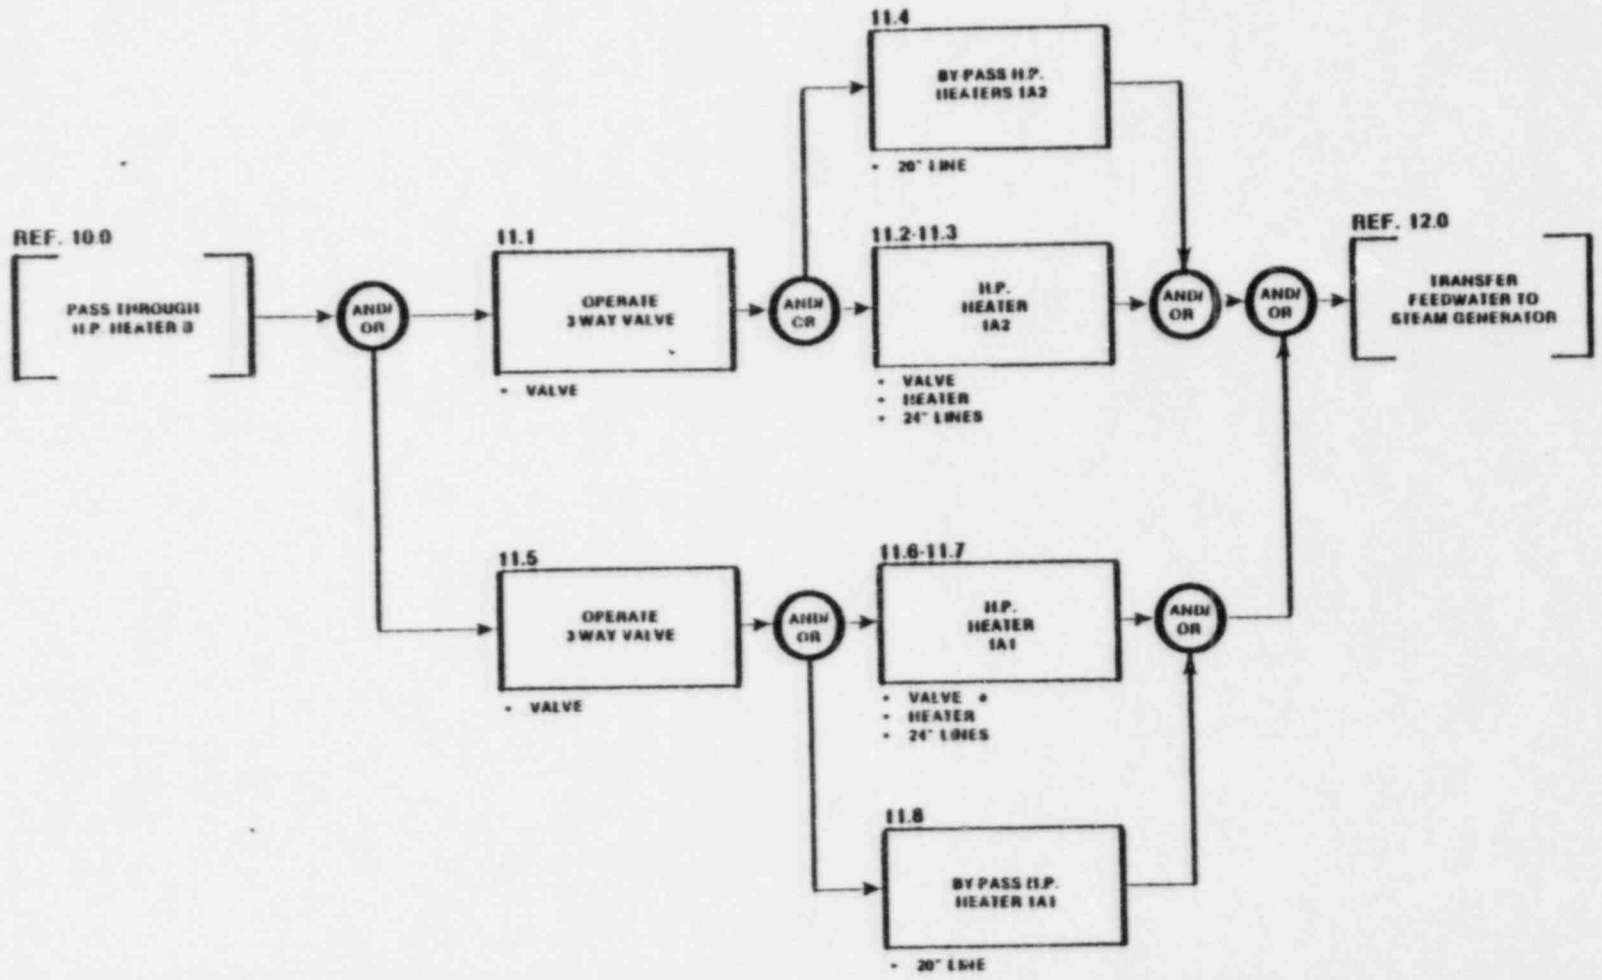 11.4
BY-PASS H.P.
HEATERS 1A2
- 20" LINE
REF. 10.0
PASS THROUGH
H.P. HEATER
AND/
OR
11.1
OPERATE
3 WAY VALVE
- VALVE
AND/
OR
11.2-11.3
H.P.
HEATER
1A2
- VALVE
- HEATER
- 24" LINES
AND/
OR
AND/
OR
REF. 12.0
TRANSFER
FEEDWATER TO
STEAM GENERATOR
11.5
OPERATE
3 WAY VALVE
- VALVE
AND/
OR
11.6-11.7
H.P.
HEATER
1A1
- VALVE
- HEATER
- 24" LINES
AND/
OR
11.8
BY-PASS H.P.
HEATER 1A1
- 20" LINE